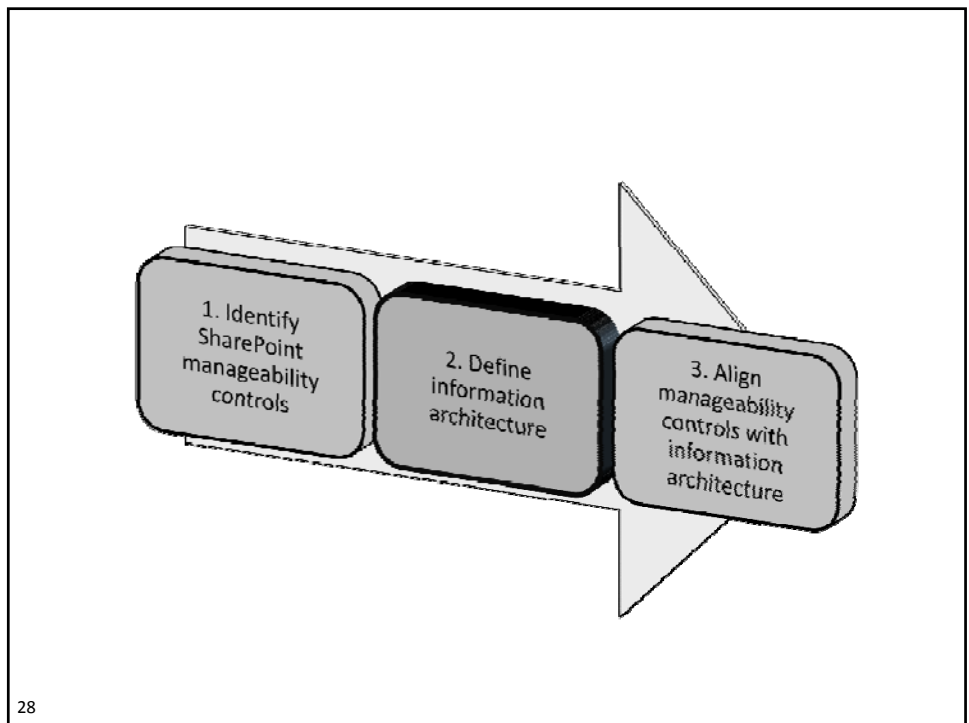 1. Identify
SharePoint
manageability
controls
2. Define
information
architecture
3. Align
manageability
controls with
information
architecture
28